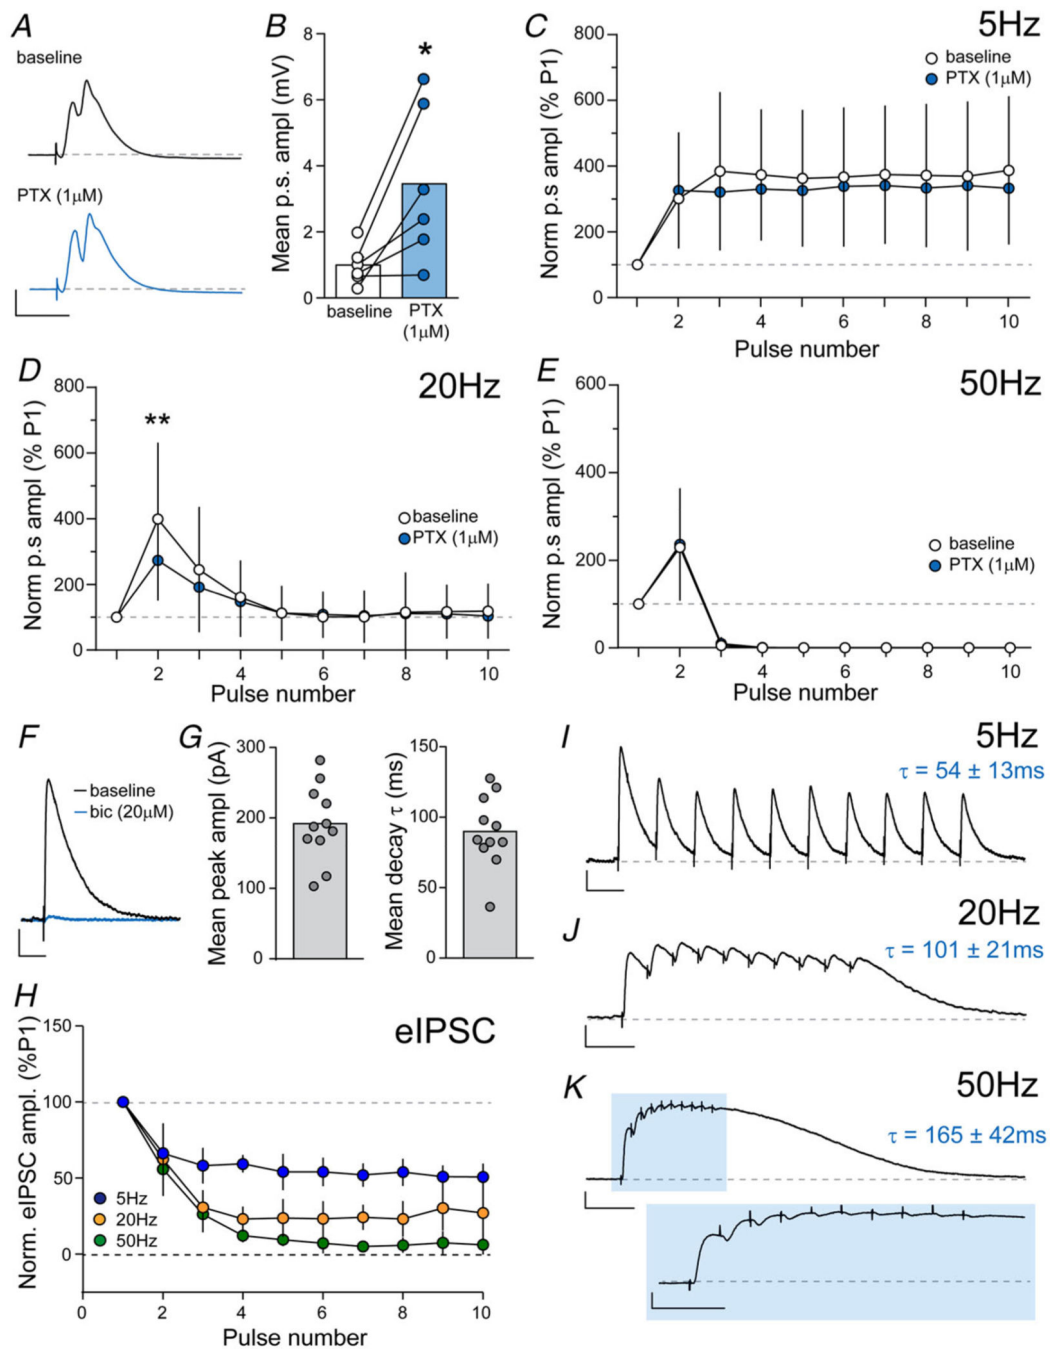 A
baseline
PTX (1μM)
B
Mean p.s. ampl (mV)
8
6
4
2
0
*
baseline
PTX
(1μM)
C
5Hz
Norm p.s ampl (% P1)
800
600
400
200
0
baseline
PTX (1μM)
2
4
6
8
10
Pulse number
D
20Hz
Norm p.s ampl (% P1)
800
600
400
200
0
**
baseline
PTX (1μM)
2
4
6
8
10
Pulse number
E
50Hz
Norm p.s ampl (% P1)
600
400
200
0
baseline
PTX (1μM)
2
4
6
8
10
Pulse number
F
baseline
bic (20μM)
G
Mean peak ampl (pA)
300
200
100
0
Mean decay τ (ms)
150
100
50
0
H
eIPSC
Norm. eIPSC ampl. (%P1)
150
100
50
0
5Hz
20Hz
50Hz
0
2
4
6
8
10
Pulse number
I
5Hz
τ = 54 ± 13ms
J
20Hz
τ = 101 ± 21ms
K
50Hz
τ = 165 ± 42ms